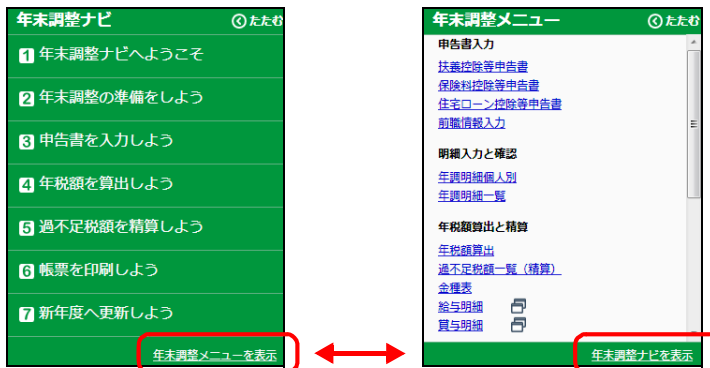 年末調整ナビ
たたむ
1 年末調整ナビへようこそ
2 年末調整の準備をしよう
3 申告書を入力しよう
4 年税額を算出しよう
5 過不足税額を精算しよう
6 帳票を印刷しよう
7 新年度へ更新しよう
年末調整メニューを表示
年末調整メニュー
たたむ
申告書入力
扶養控除等申告書
保険料控除等申告書
住宅ローン控除等申告書
前職情報入力
明細入力と確認
年調明細個人別
年調明細一覧
年税額算出と精算
年税額算出
過不足税額一覧（精算）
金種表
給与明細
賞与明細
年末調整ナビを表示